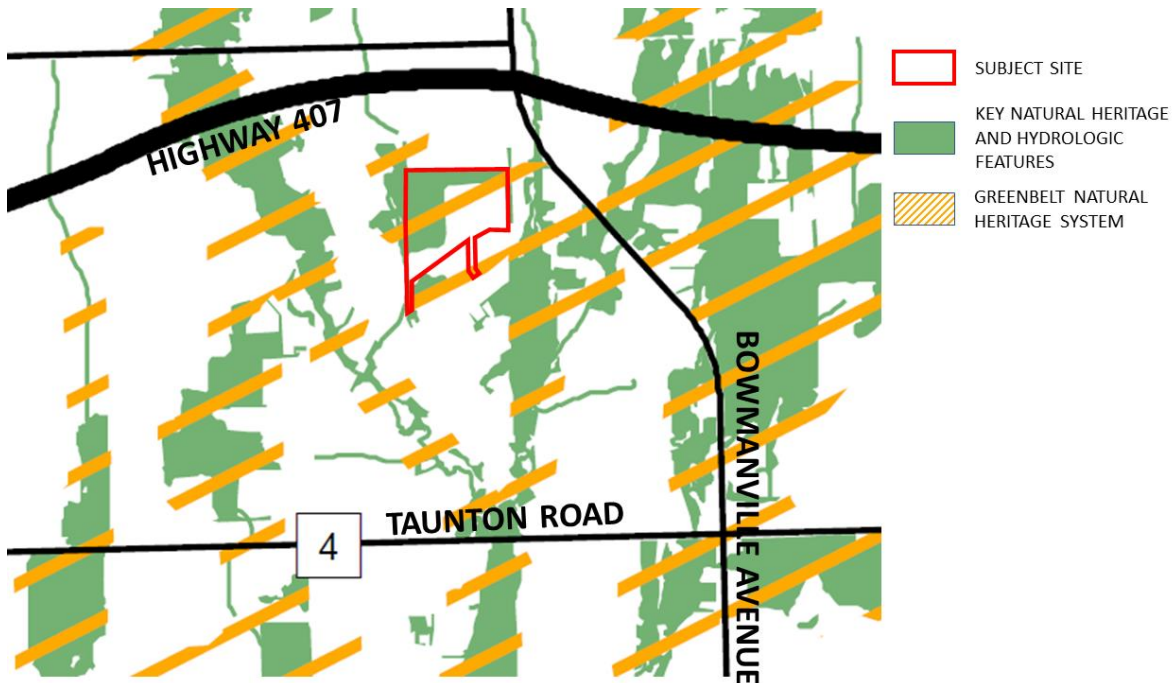 HIGHWAY 407
SUBJECT SITE
KEY NATURAL HERITAGE
AND HYDROLOGIC
FEATURES
GREENBELT NATURAL
HERITAGE SYSTEM
BOWMANVILLE AVENUE
TAUNTON ROAD
4